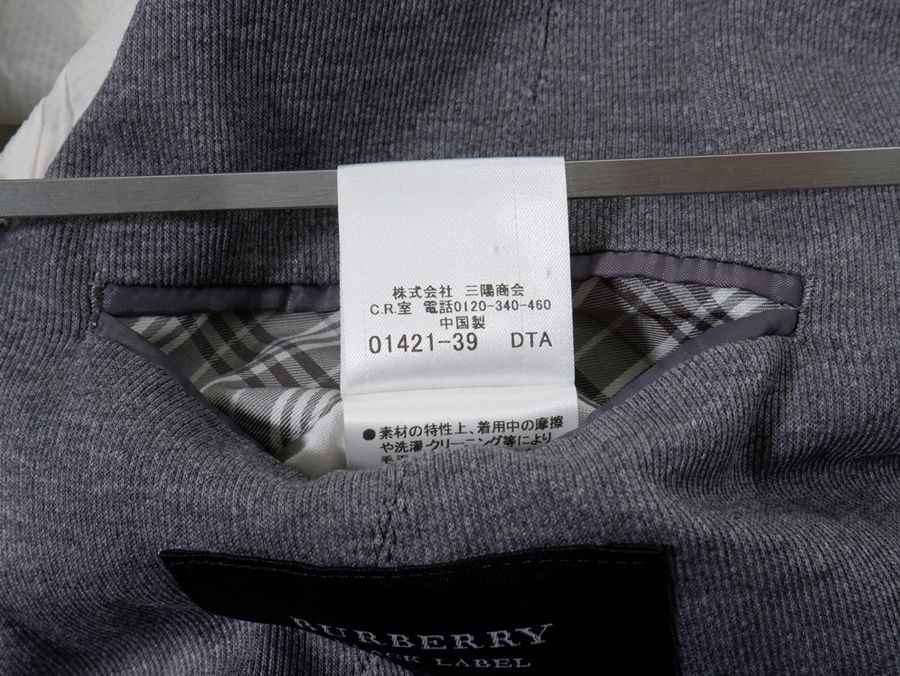 株式会社 三陽商会
C.R.室 電話0120-340-460
中国製
01421-39 DTA
●素材の特性上、着用中の摩擦
や洗濯・クリーニング等により
BURBERRY
LABEL